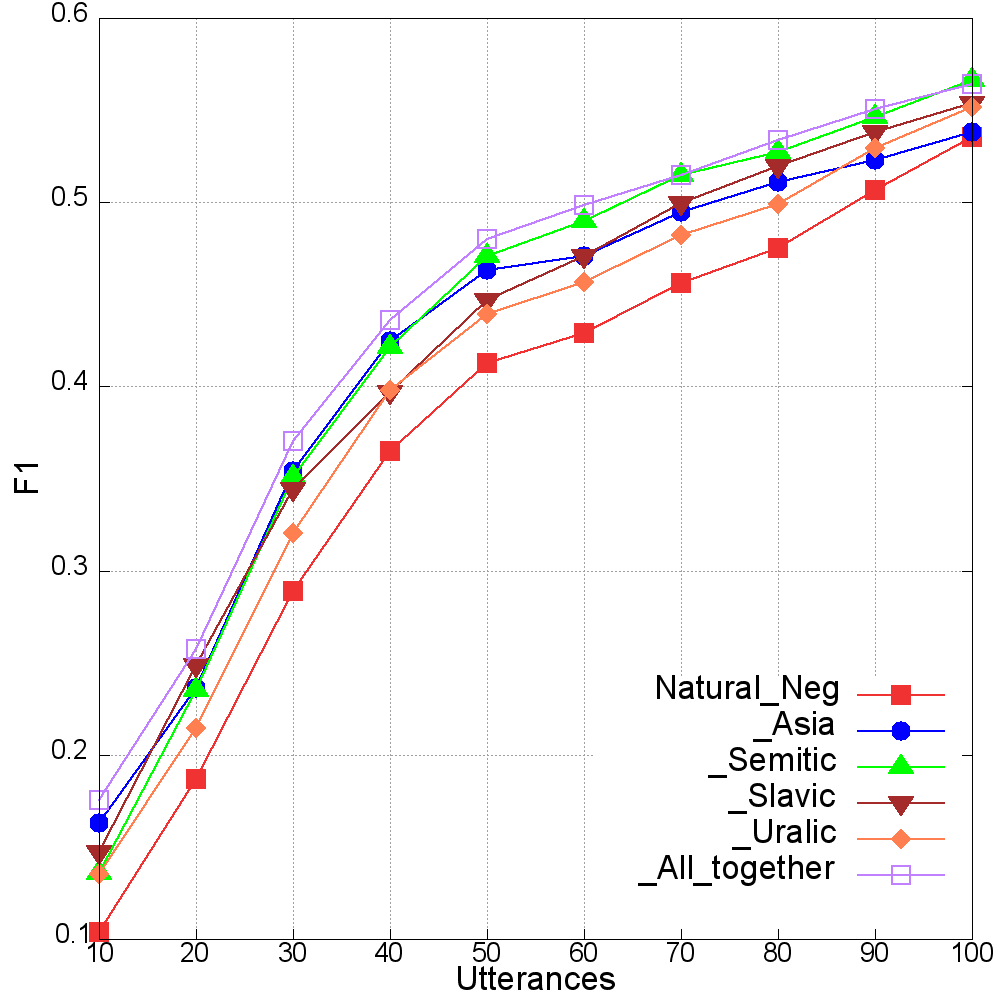 0.6
0.5
0.4
0.3
0.2
0.1
F1
Natural_Neg
_Asia
_Semitic
_Slavic
_Uralic
_All_together
10 20 30 40 50 60 70 80 90 100
Utterances